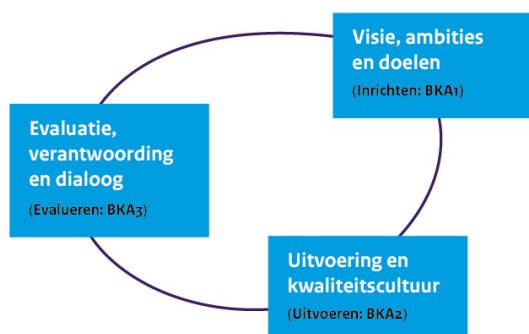 Visie, ambities
en doelen
(Inrichten: BKA1)
Evaluatie,
verantwoording
en dialoog
(Evalueren: BKA3)
Uitvoering en
kwaliteitscultuur
(Uitvoeren: BKA2)